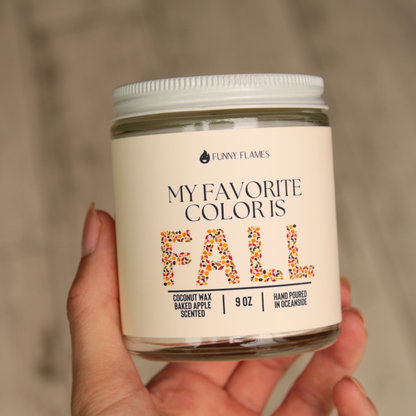 FUNNY FLAMES
MY FAVORITE
COLOR IS
FALL
COCONUT WAX
BAKED APPLE
SCENTED
9 OZ
HAND POURED
IN OCEANSIDE